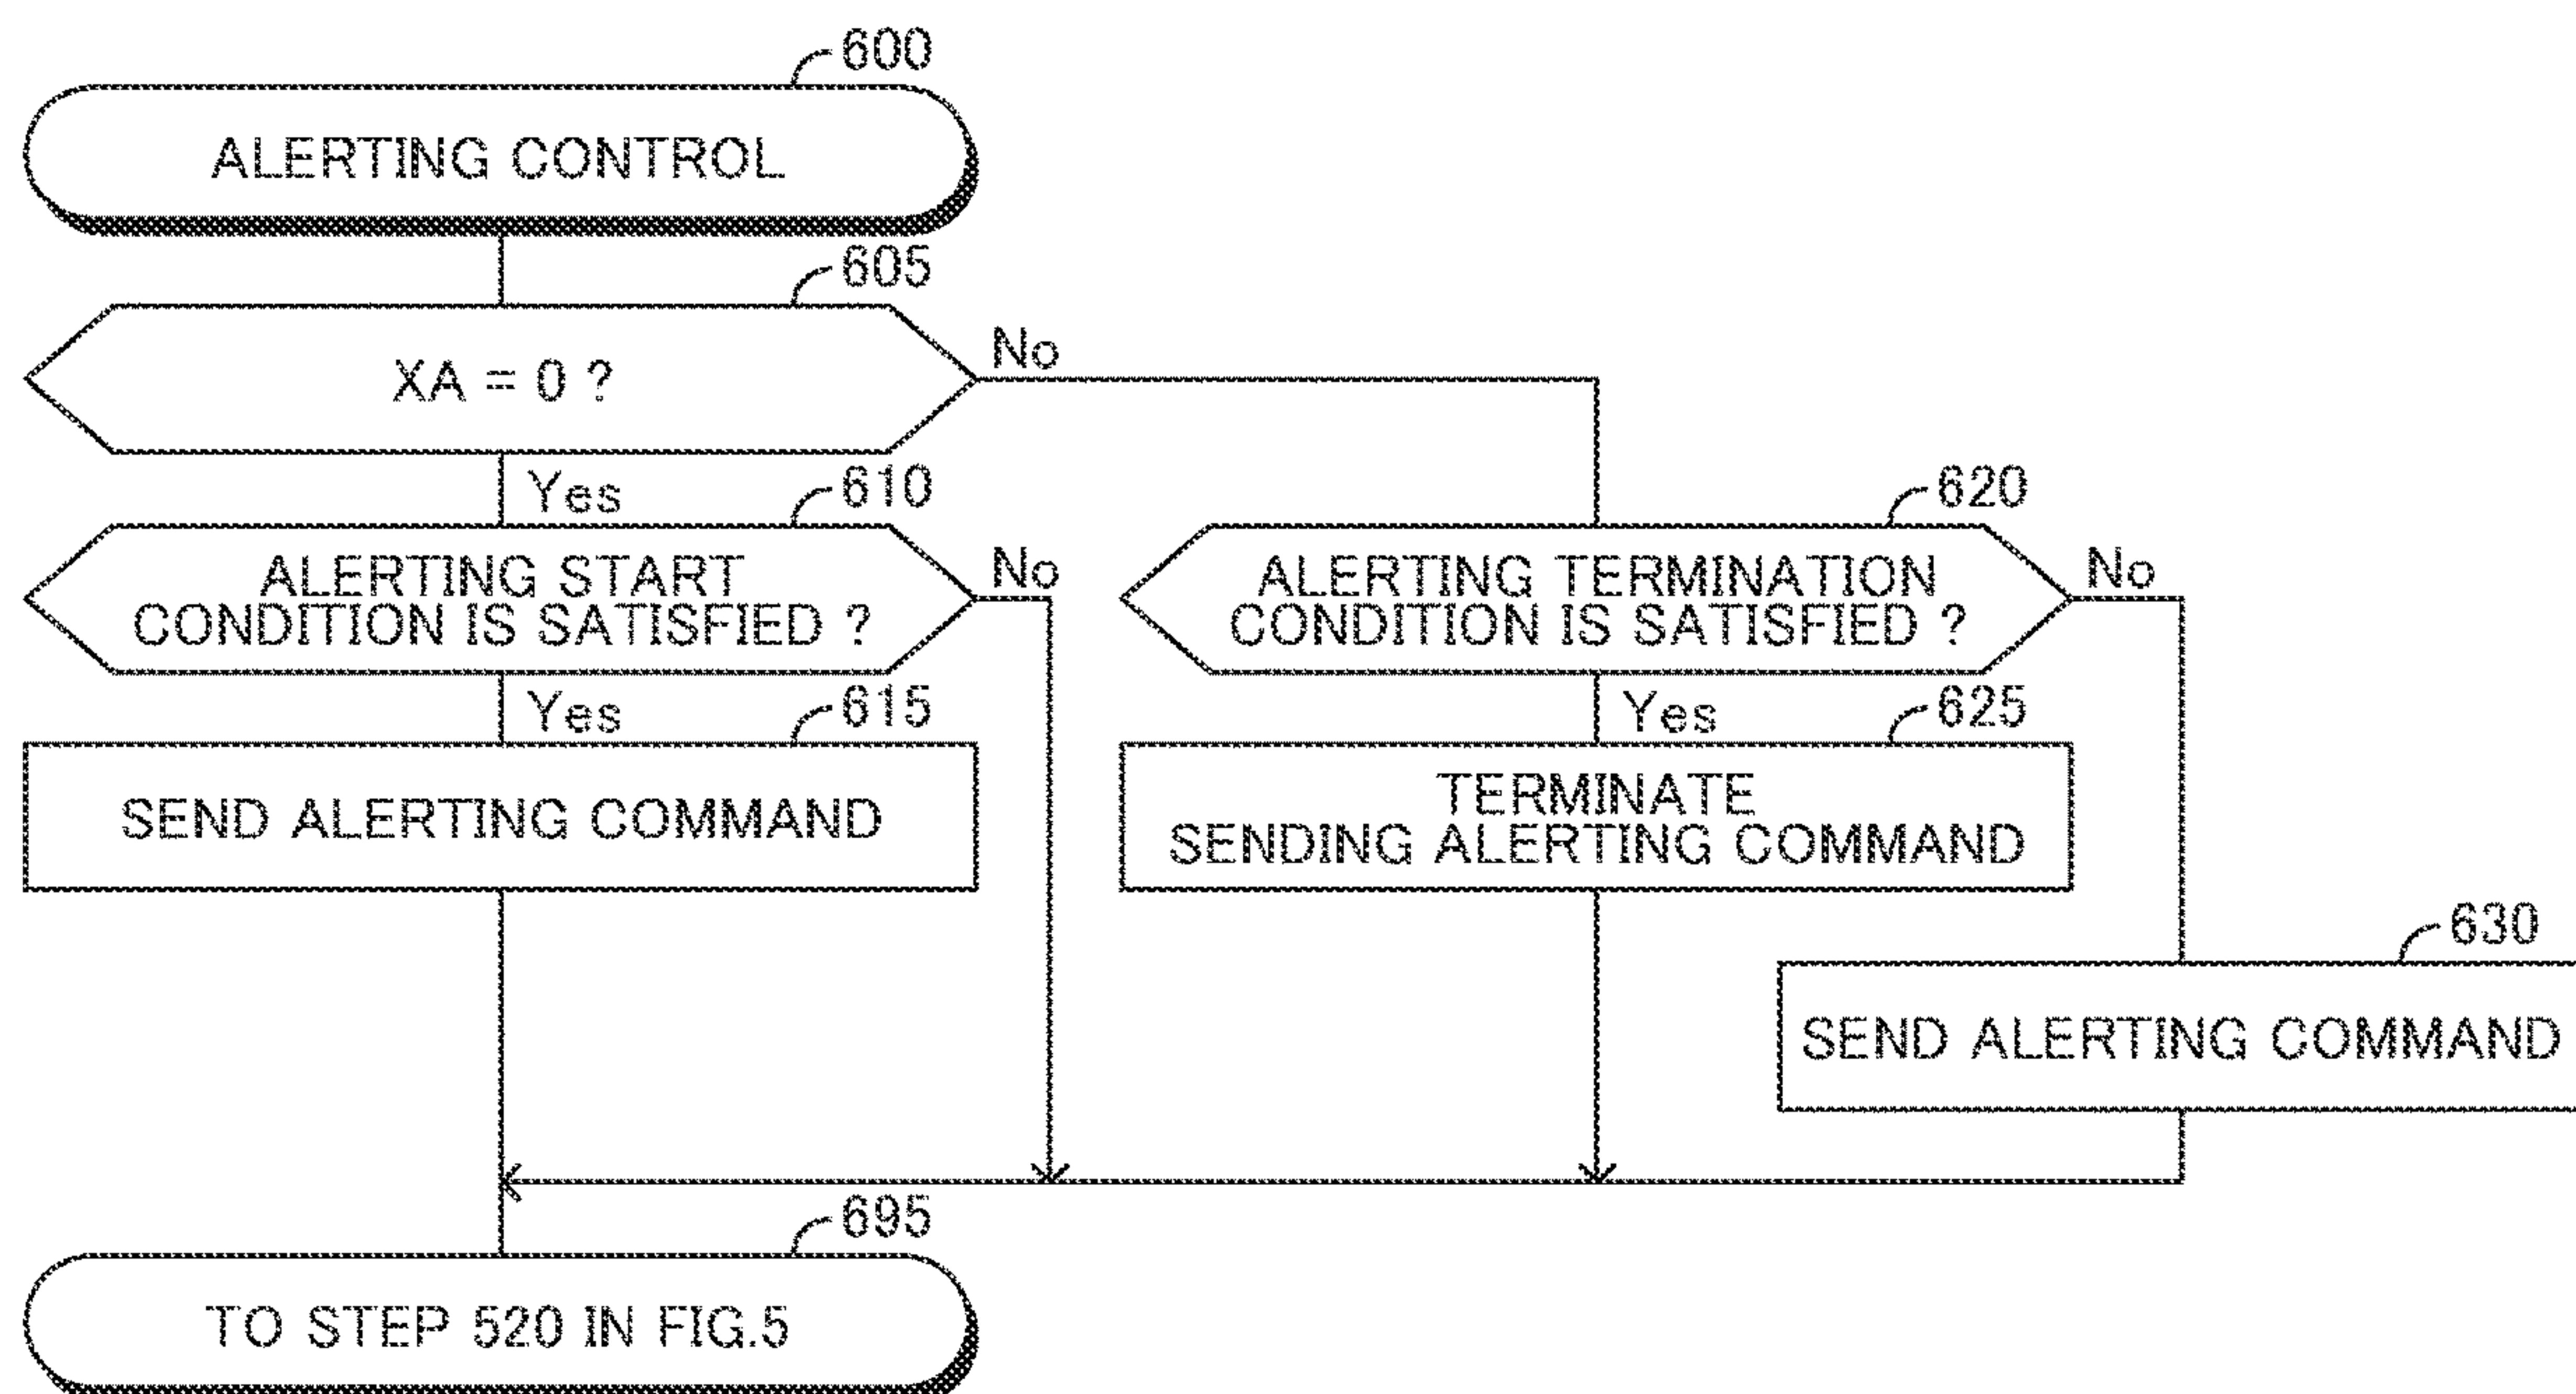 600
ALERTING CONTROL
605
XA = 0 ?
No
Yes
610
ALERTING START
CONDITION IS SATISFIED ?
No
Yes
615
SEND ALERTING COMMAND
620
ALERTING TERMINATION
CONDITION IS SATISFIED ?
No
Yes
625
TERMINATE
SENDING ALERTING COMMAND
630
SEND ALERTING COMMAND
695
TO STEP 520 IN FIG.5